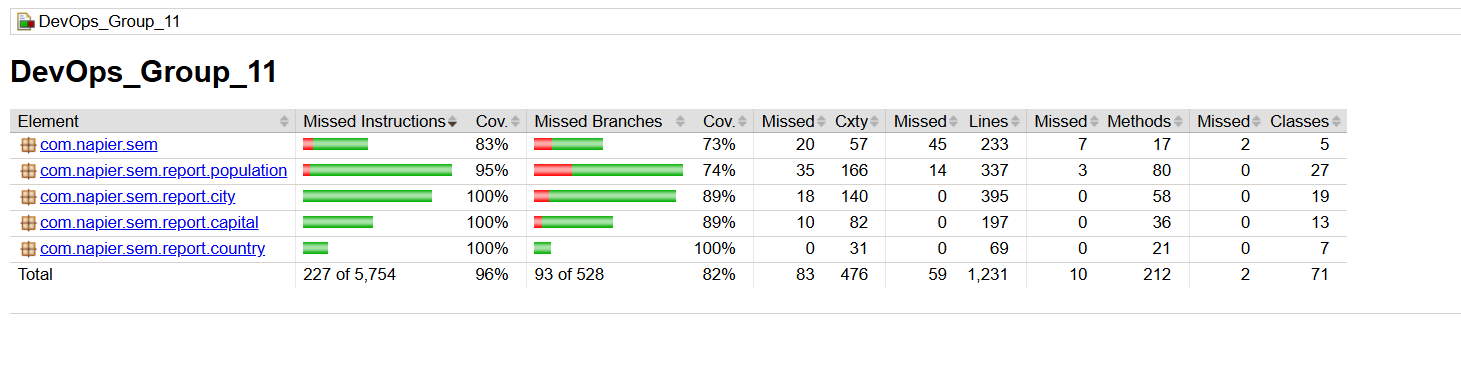 DevOps_Group_11
DevOps_Group_11
Element Missed Instructions Cov. Missed Branches Cov. Missed Cxty Missed Lines Missed Methods Missed Classes
com.napier.sem 83% 73% 20 57 45 233 7 17 2 5
com.napier.sem.report.population 95% 74% 35 166 14 337 3 80 0 27
com.napier.sem.report.city 100% 89% 18 140 0 395 0 58 0 19
com.napier.sem.report.capital 100% 89% 10 82 0 197 0 36 0 13
com.napier.sem.report.country 100% 100% 0 31 0 69 0 21 0 7
Total 227 of 5,754 96% 93 of 528 82% 83 476 59 1,231 10 212 2 71